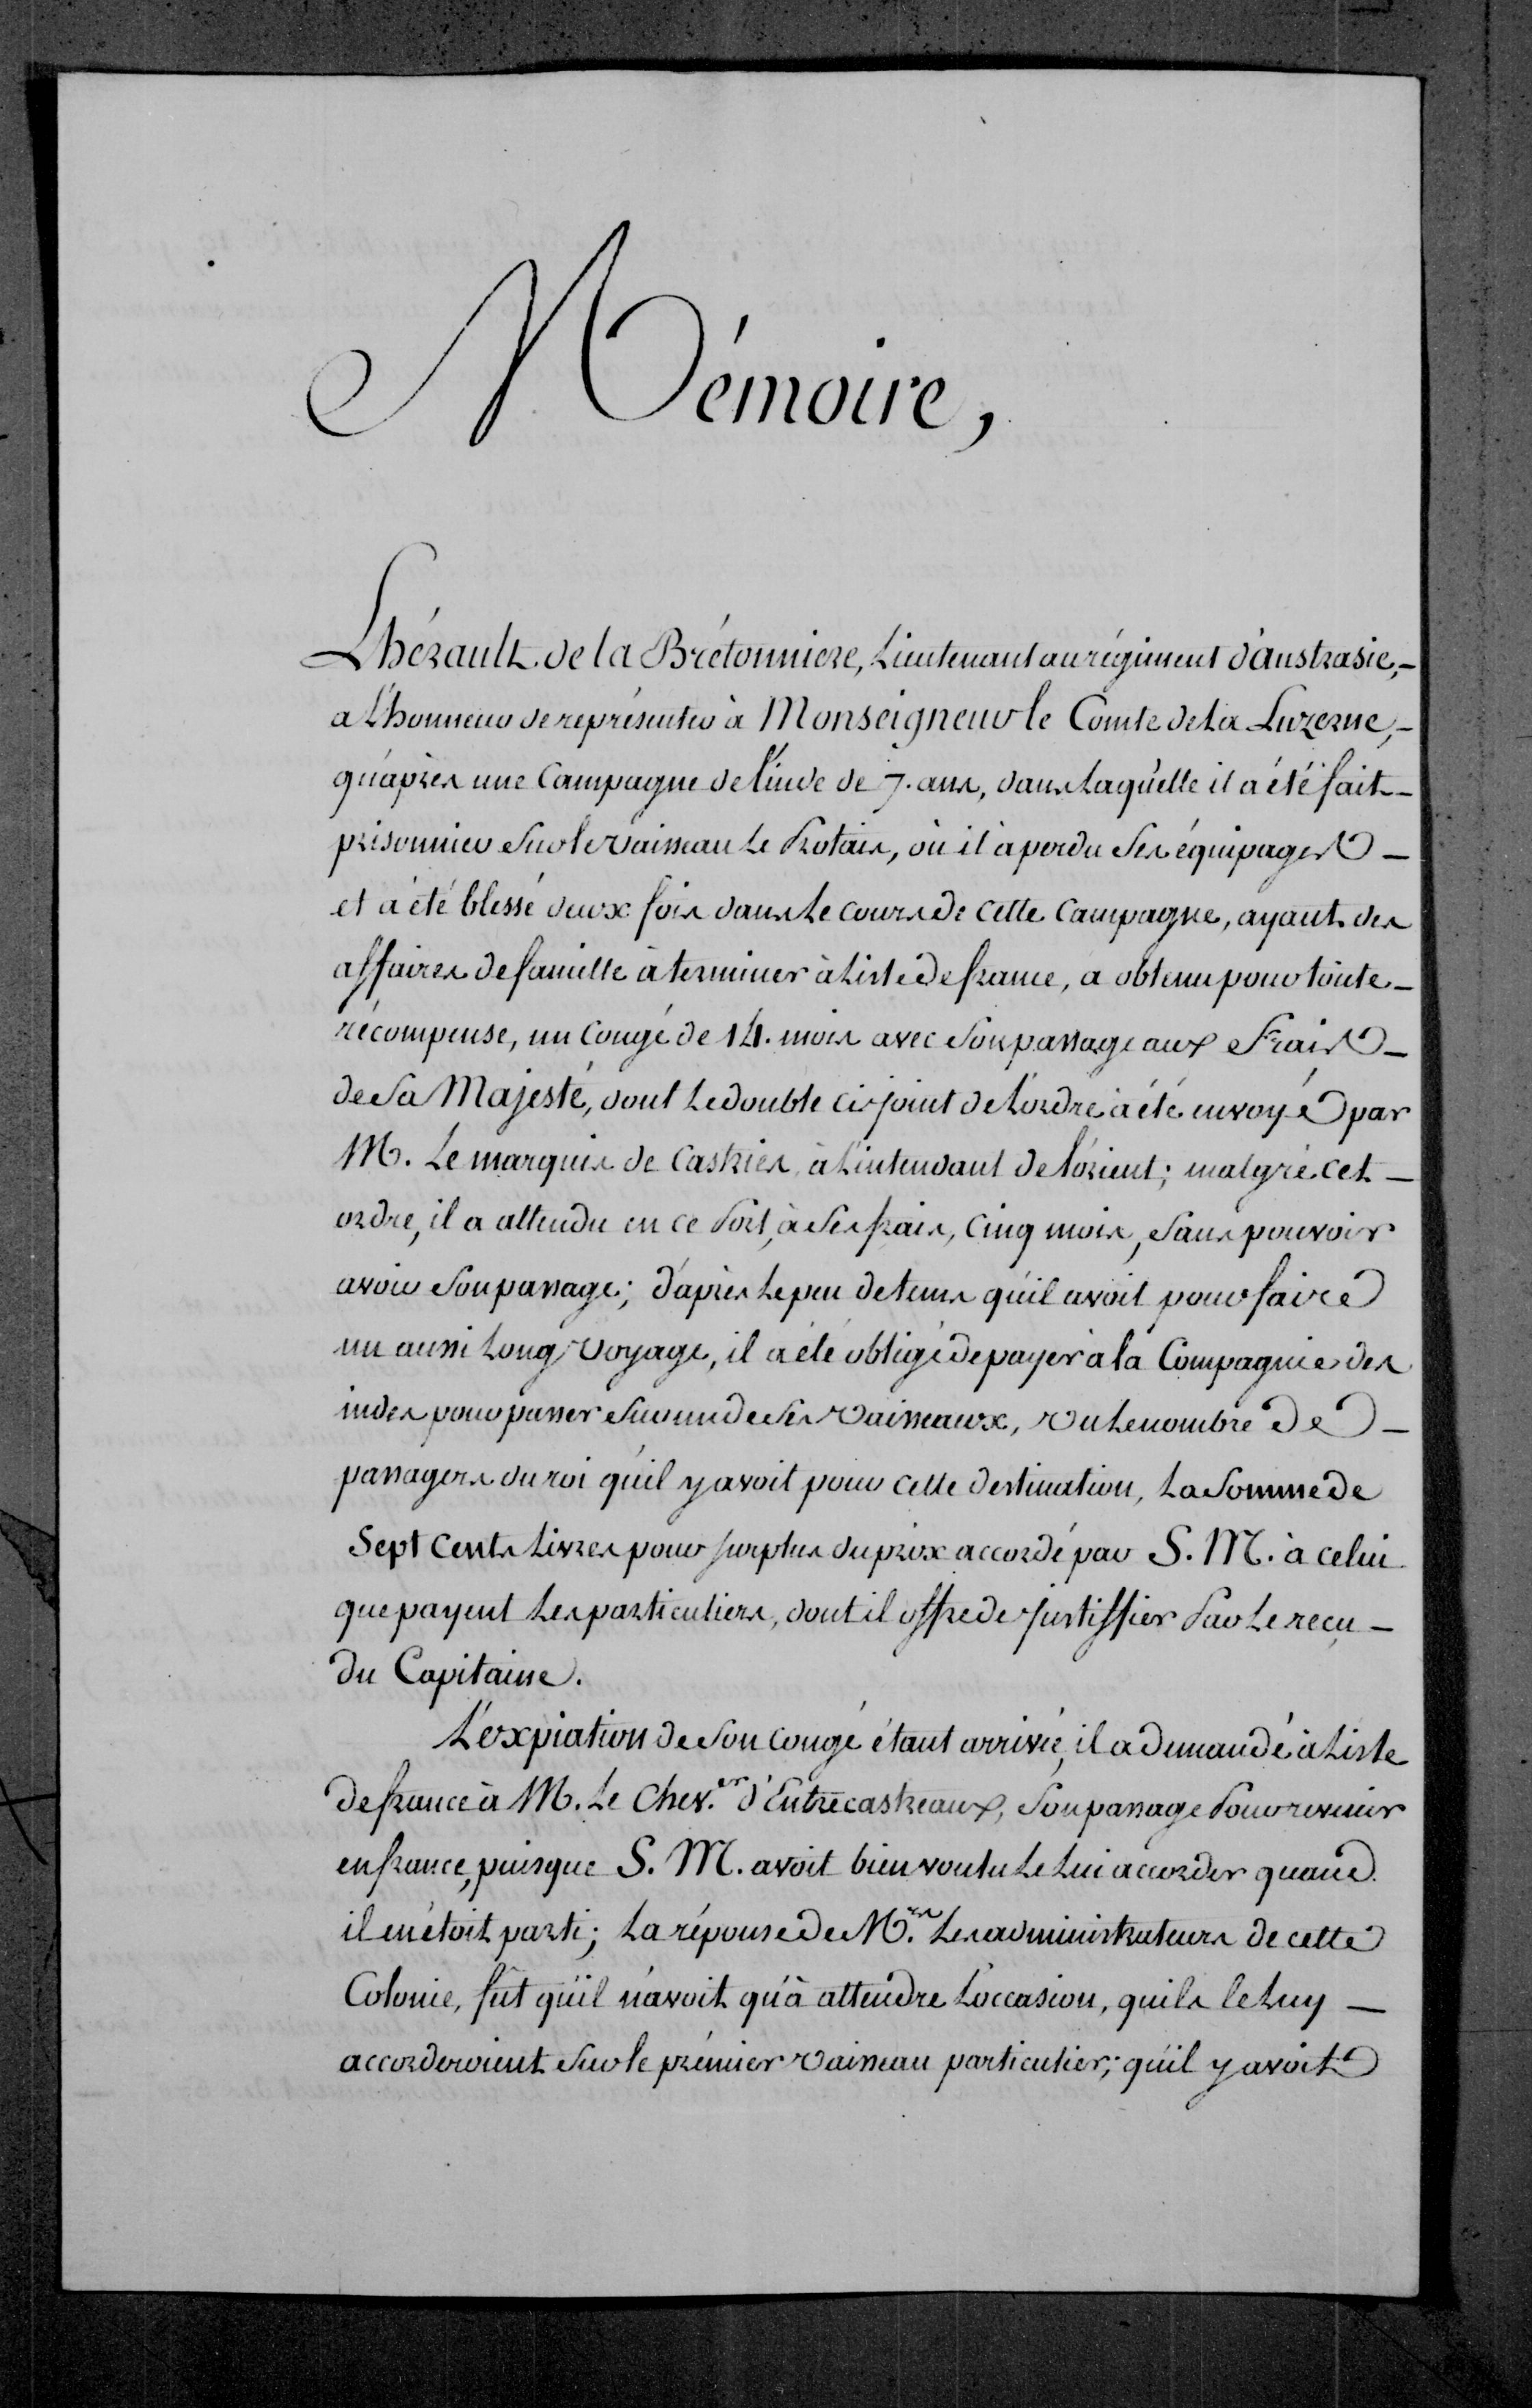 Mémoire,
Lhérault de la Brétonniere, Lieutenant au régiment d'austrasie,-
a l'honneur de représenter à Monseigneur le Comte de la Luzerne,-
qu'après une Campagne de l'inde de 7. ans, dans laquelle il a été fait-
prisonnier sur le vaisseau le Protais, où il à perdu ses équipages -
et a été blessé deux fois dans le cours de cette Campagne, ayant des
affaires de famille à terminer à l'isle de france, a obtenu pour toute-
récompense, un Congé de 14. mois avec son passage aux Frais -
de Sa Majesté, dont le double ci-joint de l'ordre a été envoyé par
M. le marquis de Castries, à l'intendant de l'orient; malgré cet -
ordre, il a attendu en ce Port, à ses frais, Cinq mois, sans pouvoir
avoir son passage; d'après le peu de tems qu'il avoit pour faire
un aussi long voyage, il a été obligé de payer à la Compagnie des
indes pour passer sur un de ses vaisseaux, vu le nombre de -
passagers du roi qu'il y avoit pour cette destination, la somme de
Sept Cents livres pour surplus du prix accordé par S. M. à celui
que payent les particuliers, dont il offre de justiffier par le reçu -
du Capitaine.
L'expiation de son congé étant arrivée, il a demandé à l'isle
de france à M. le Chev.er d'Entrecastreaux, son passage pour revenir
en france, puisque S. M. avoit bien voulu le lui accorder quand
il en étoit parti; la réponse de M.rs les administrateurs de cette
Colonie, fût qu'il n'avoit qu'à attendre l'occasion, quils le luy -
accorderoient sur le prémier vaisseau particulier; qu'il y avoit